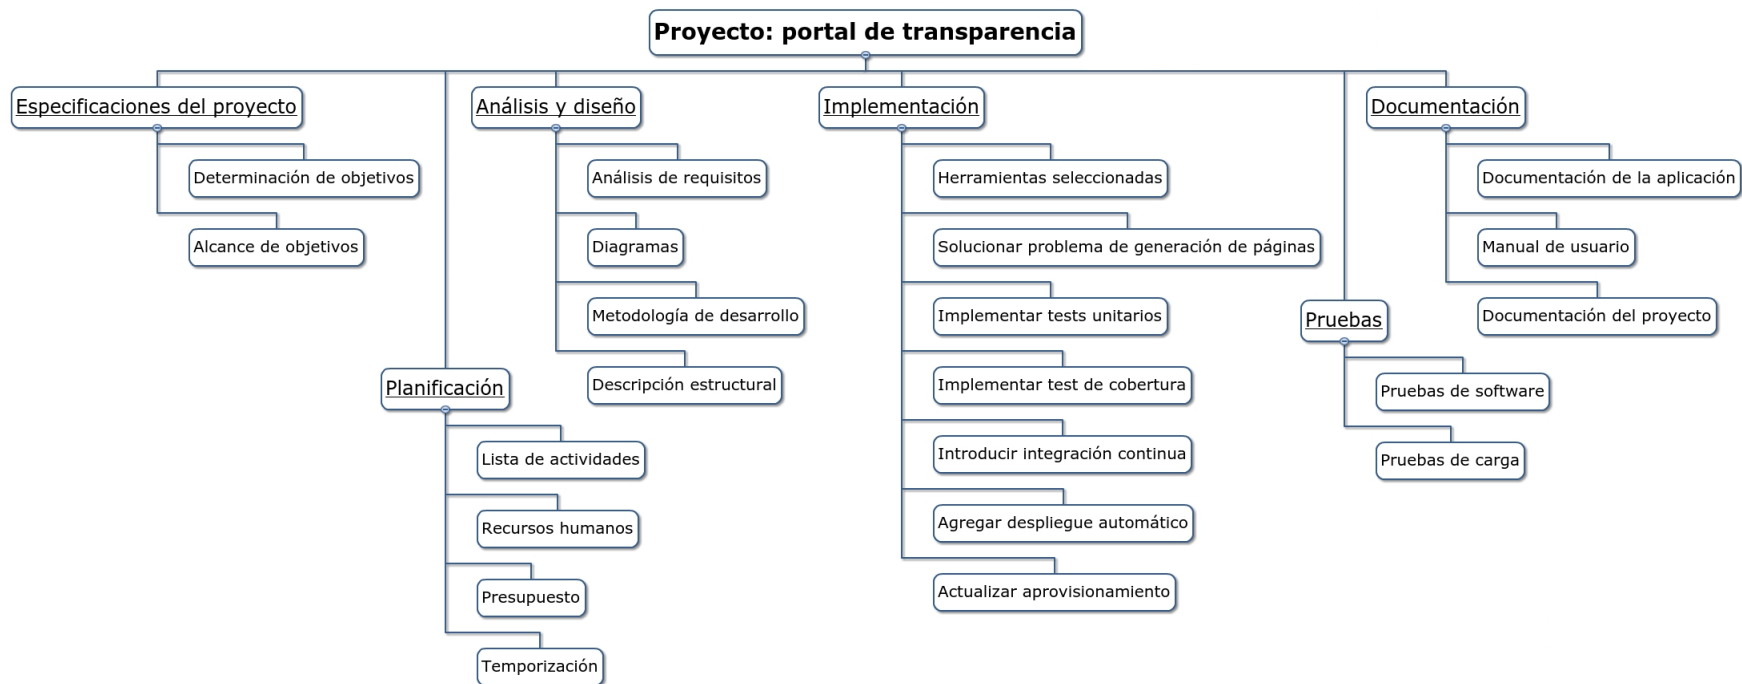 Proyecto: portal de transparencia
Especificaciones del proyecto
Determinación de objetivos
Alcance de objetivos
Planificación
Lista de actividades
Recursos humanos
Presupuesto
Temporización
Análisis y diseño
Análisis de requisitos
Diagramas
Metodología de desarrollo
Descripción estructural
Implementación
Herramientas seleccionadas
Solucionar problema de generación de páginas
Implementar tests unitarios
Implementar test de cobertura
Introducir integración continua
Agregar despliegue automático
Actualizar aprovisionamiento
Pruebas
Pruebas de software
Pruebas de carga
Documentación
Documentación de la aplicación
Manual de usuario
Documentación del proyecto